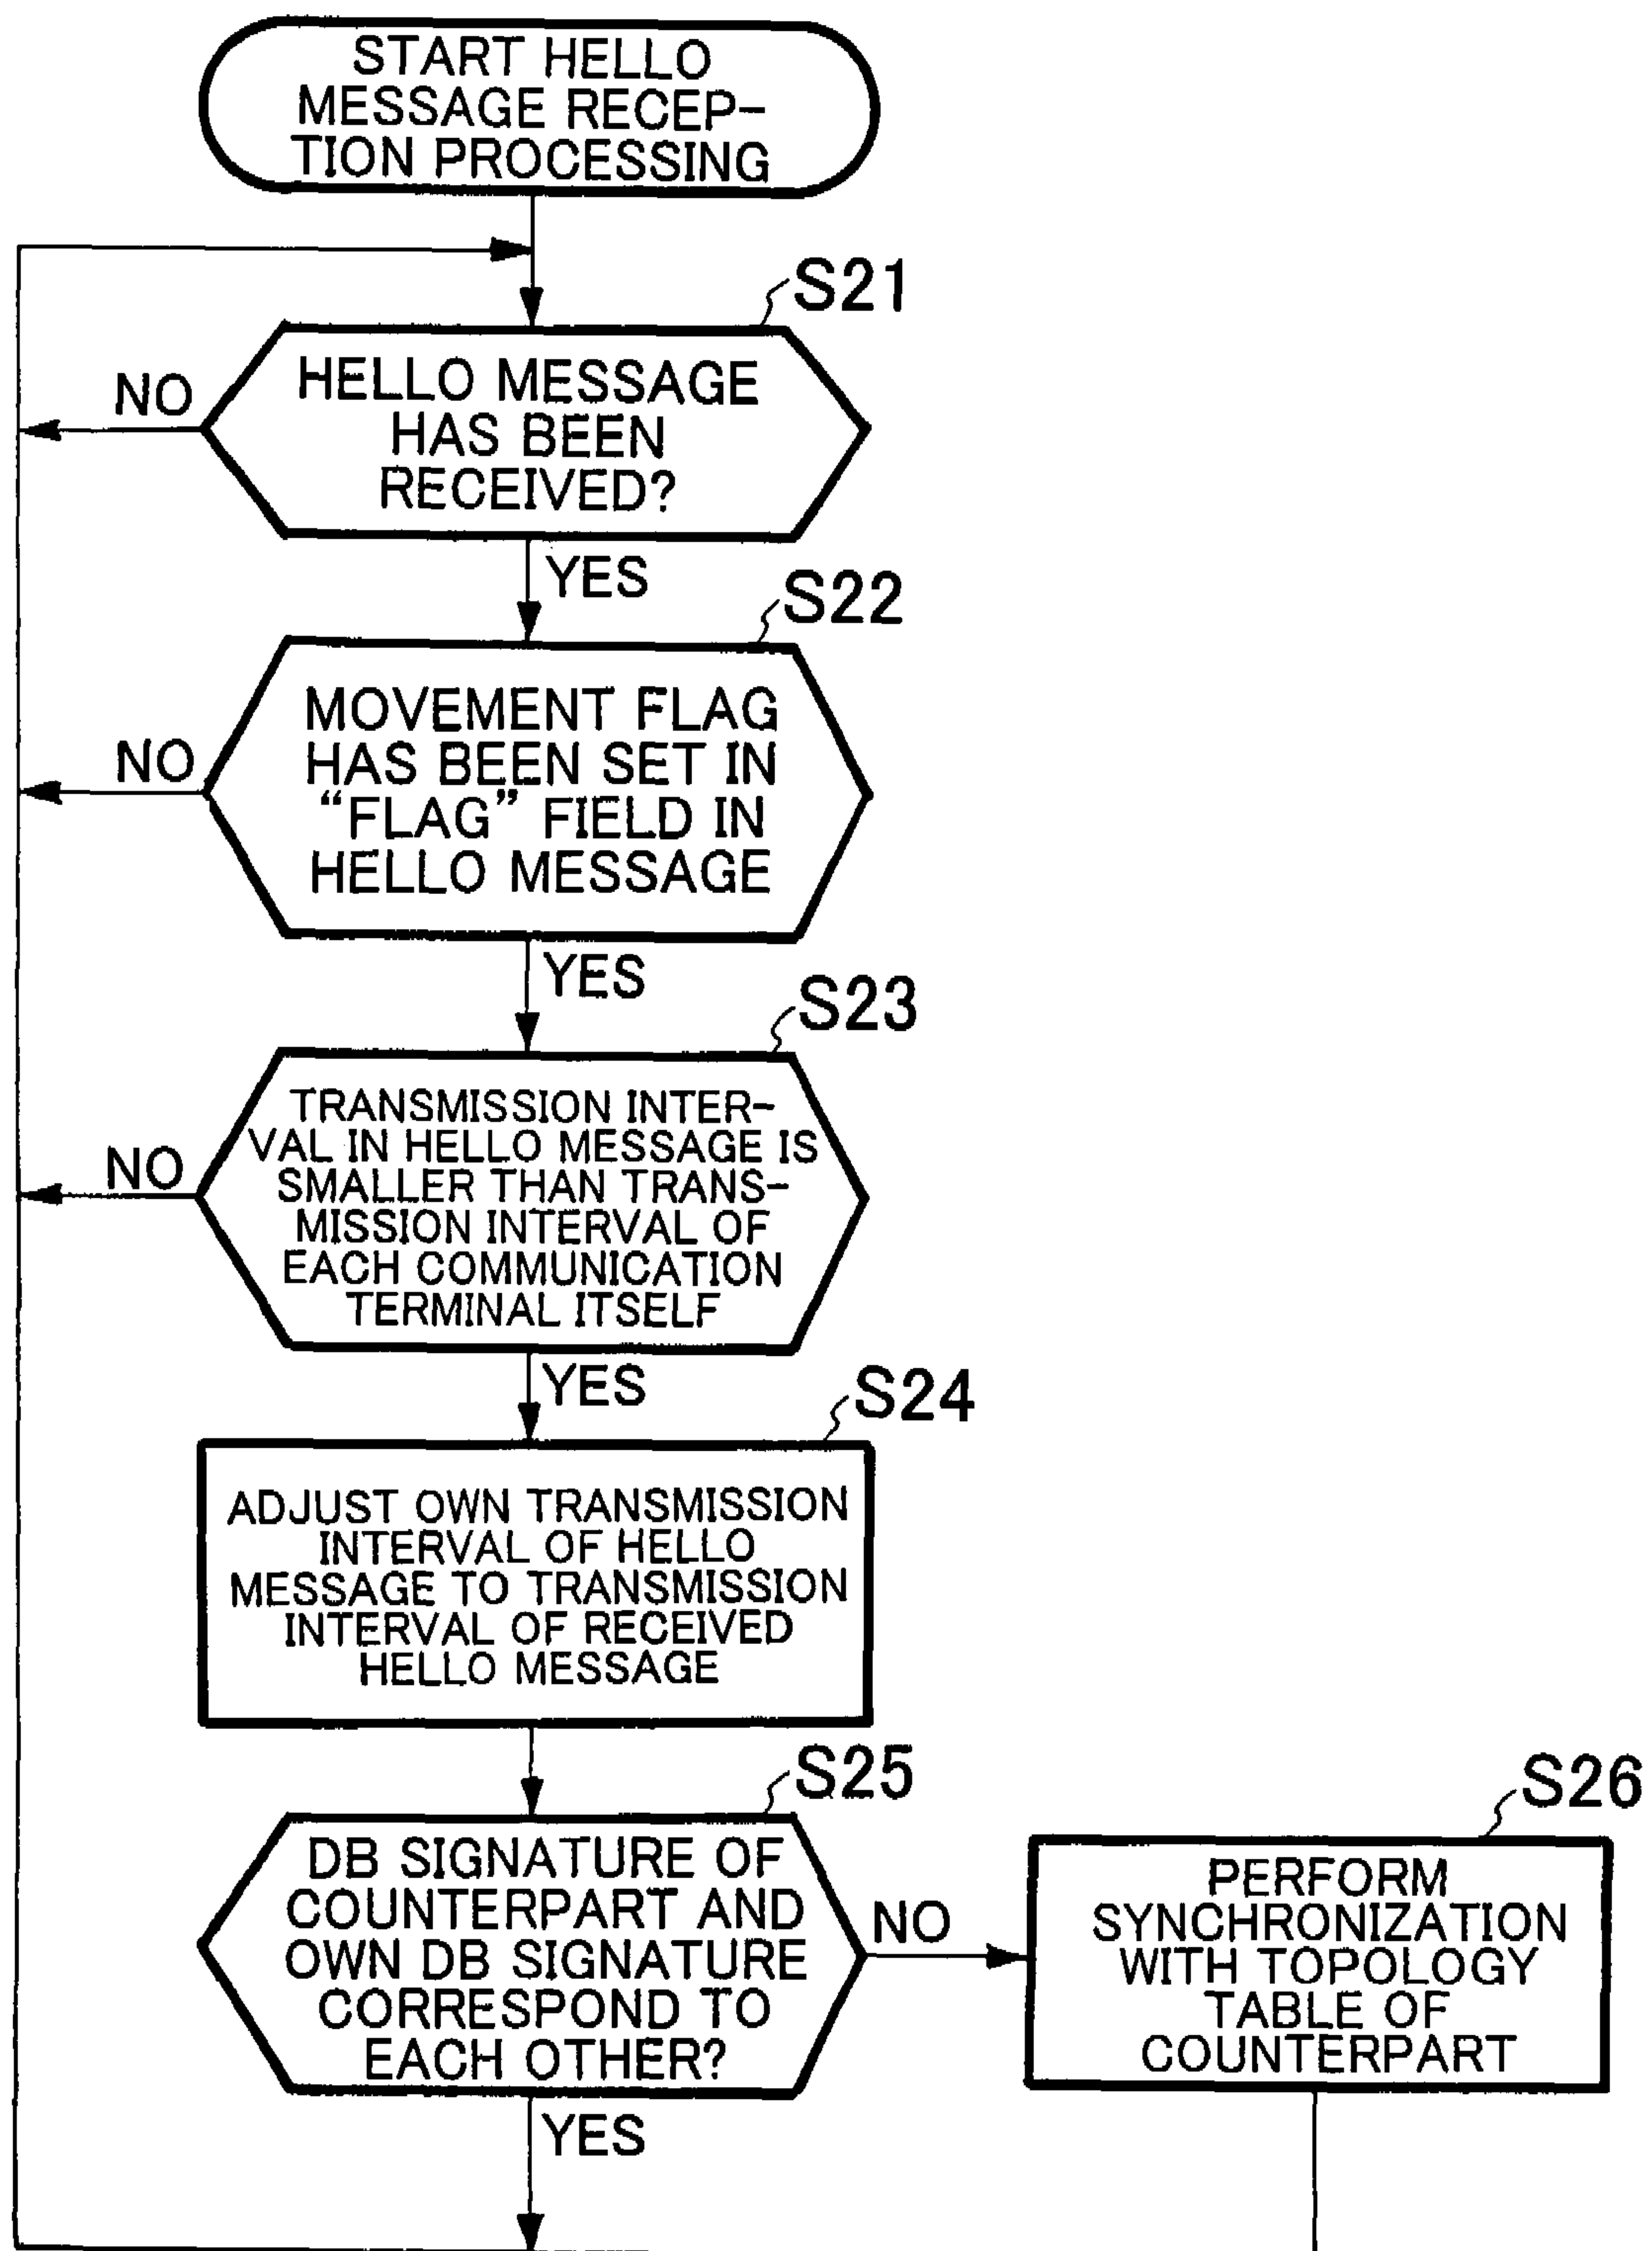 START HELLO
MESSAGE RECEP-
TION PROCESSING
S21
HELLO MESSAGE
HAS BEEN
RECEIVED?
NO
YES
S22
MOVEMENT FLAG
HAS BEEN SET IN
“FLAG” FIELD IN
HELLO MESSAGE
NO
YES
S23
TRANSMISSION INTER-
VAL IN HELLO MESSAGE IS
SMALLER THAN TRANS-
MISSION INTERVAL OF
EACH COMMUNICATION
TERMINAL ITSELF
NO
YES
S24
ADJUST OWN TRANSMISSION
INTERVAL OF HELLO
MESSAGE TO TRANSMISSION
INTERVAL OF RECEIVED
HELLO MESSAGE
S25
DB SIGNATURE OF
COUNTERPART AND
OWN DB SIGNATURE
CORRESPOND TO
EACH OTHER?
NO
YES
S26
PERFORM
SYNCHRONIZATION
WITH TOPOLOGY
TABLE OF
COUNTERPART